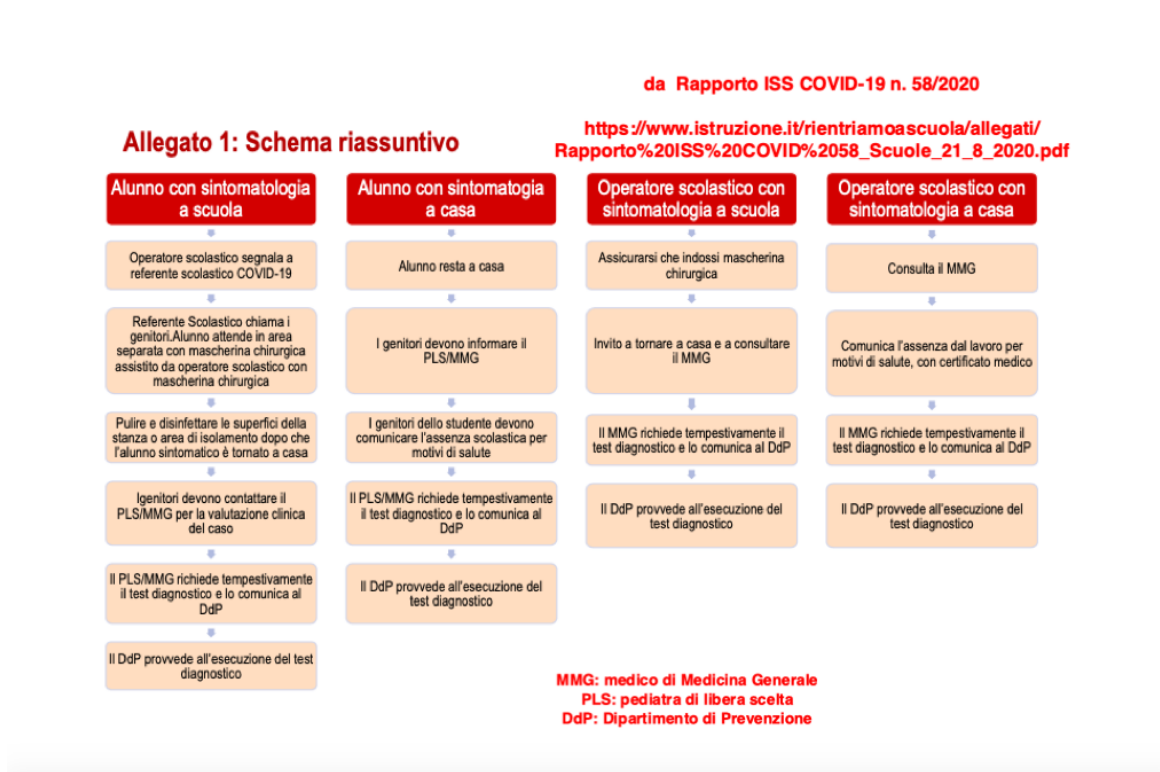 da Rapporto ISS COVID-19 n. 58/2020
https://www.istruzione.it/rientriamoascuola/allegati/
Rapporto%20ISS%20COVID%2058_Scuole_21_8_2020.pdf
Allegato 1: Schema riassuntivo
Alunno con sintomatologia
a scuola
Operatore scolastico segnala a
referente scolastico COVID-19
Referente Scolastico chiama i
genitori.Alunno attende in area
separata con mascherina chirurgica
assistito da operatore scolastico con
mascherina chirurgica
Pulire e disinfettare le superfici della
stanza o area di isolamento dopo che
l'alunno sintomatico è tornato a casa
Igenitori devono contattare il
PLS/MMG per la valutazione clinica
del caso
Il PLS/MMG richiede tempestivamente
il test diagnostico e lo comunica al
DdP
Il DdP provvede all'esecuzione del test
diagnostico
Alunno con sintomatogia
a casa
Alunno resta a casa
I genitori devono informare il
PLS/MMG
I genitori dello studente devono
comunicare l'assenza scolastica per
motivi di salute
Il PLS/MMG richiede tempestivamente
il test diagnostico e lo comunica al
DdP
Il DdP provvede all'esecuzione del
test diagnostico
Operatore scolastico con
sintomatologia a scuola
Assicurarsi che indossi mascherina
chirurgica
Invito a tornare a casa e a consultare
il MMG
Il MMG richiede tempestivamente il
test diagnostico e lo comunica al DdP
Il DdP provvede all'esecuzione del
test diagnostico
Operatore scolastico con
sintomatologia a casa
Consulta il MMG
Comunica l'assenza dal lavoro per
motivi di salute, con certificato medico
Il MMG richiede tempestivamente il
test diagnostico e lo comunica al DdP
Il DdP provvede all'esecuzione del
test diagnostico
MMG: medico di Medicina Generale
PLS: pediatra di libera scelta
DdP: Dipartimento di Prevenzione